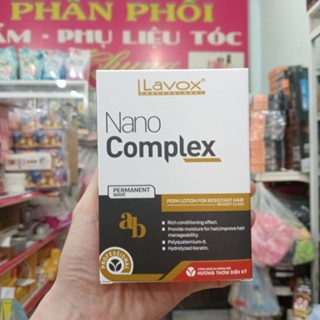 PHÂN PHỐI
ẨM - PHỤ LIỆU TÓC
Lavox®
PROFESSIONAL
Nano
Complex
PERMANENT
WAVE
PERM LOTION FOR RESISTANT HAIR
ab
Rich conditioning effect.
Provide moisture for hair,improve hair
manageability.
Polyquaternium-6.
Hydrolyzed Keratin.
PROFESSIONAL
HƯƠNG THƠM DIỆU KỲ